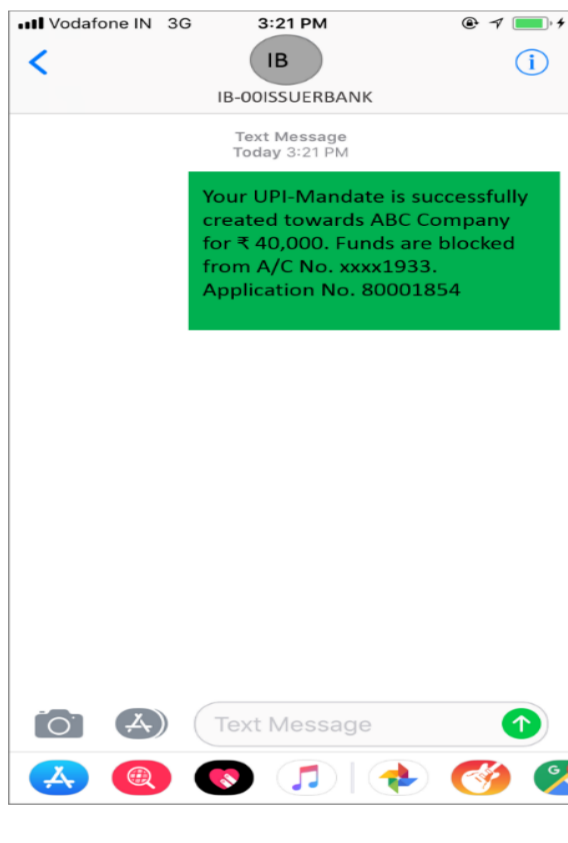 Vodafone IN 3G 3:21 PM
IB
IB-00ISSUERBANK
Text Message
Today 3:21 PM
Your UPI-Mandate is successfully
created towards ABC Company
for ₹ 40,000. Funds are blocked
from A/C No. xxxx1933.
Application No. 80001854
Text Message
G